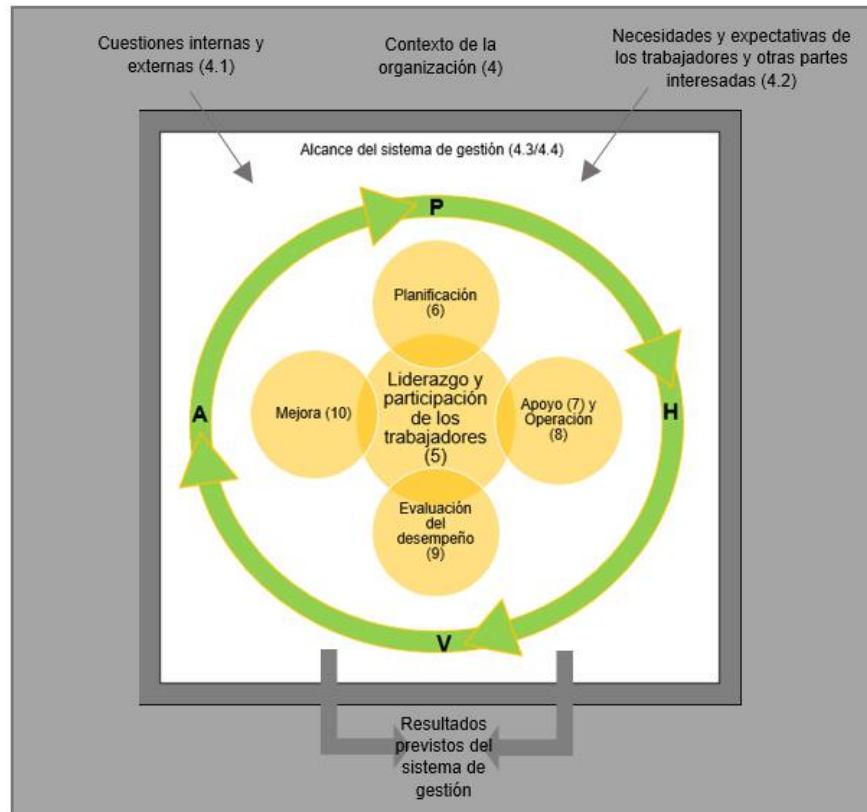 Cuestiones internas y
externas (4.1)
Contexto de la
organización (4)
Necesidades y expectativas de
los trabajadores y otras partes
interesadas (4.2)
Alcance del sistema de gestión (4.3/4.4)
P
Planificación
(6)
A
Mejora (10)
Liderazgo y
participación
de los
trabajadores
(5)
Apoyo (7) y
Operación
(8)
H
Evaluación
del
desempeño
(9)
V
Resultados
previstos del
sistema de
gestión